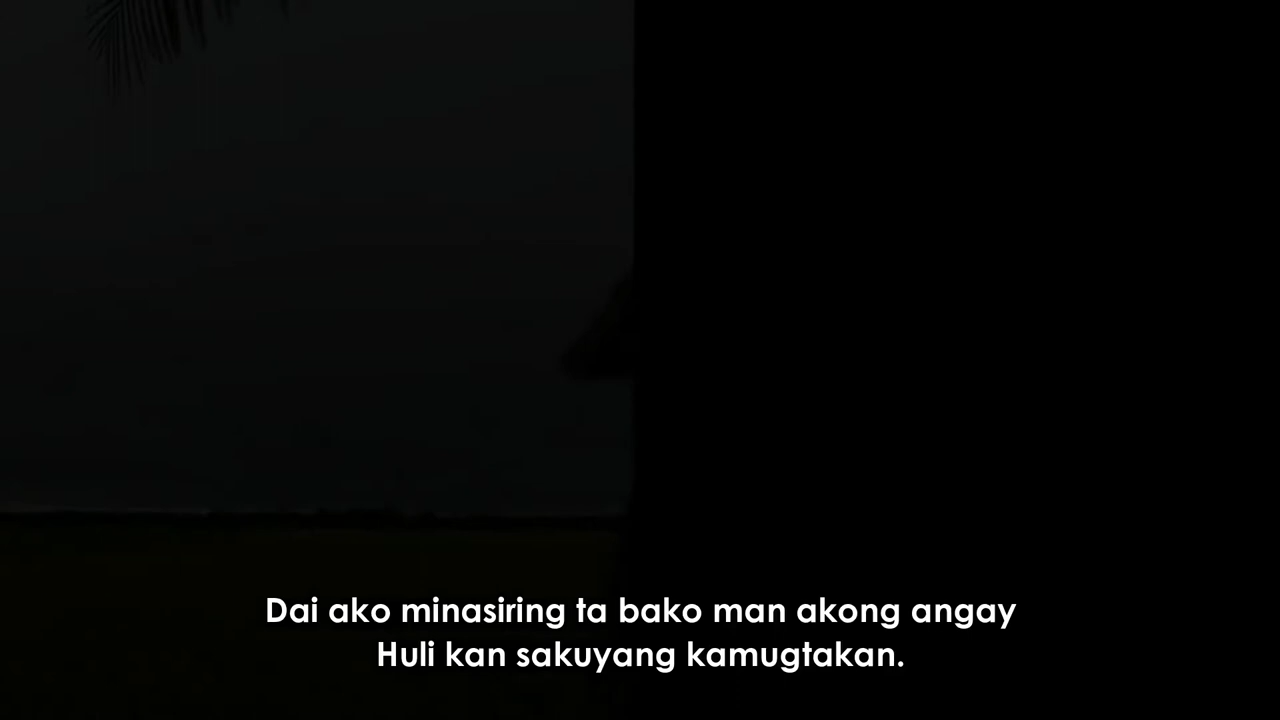 Dai ako minasiring ta bako man akong angay
Huli kan sakuyang kamugtakan.